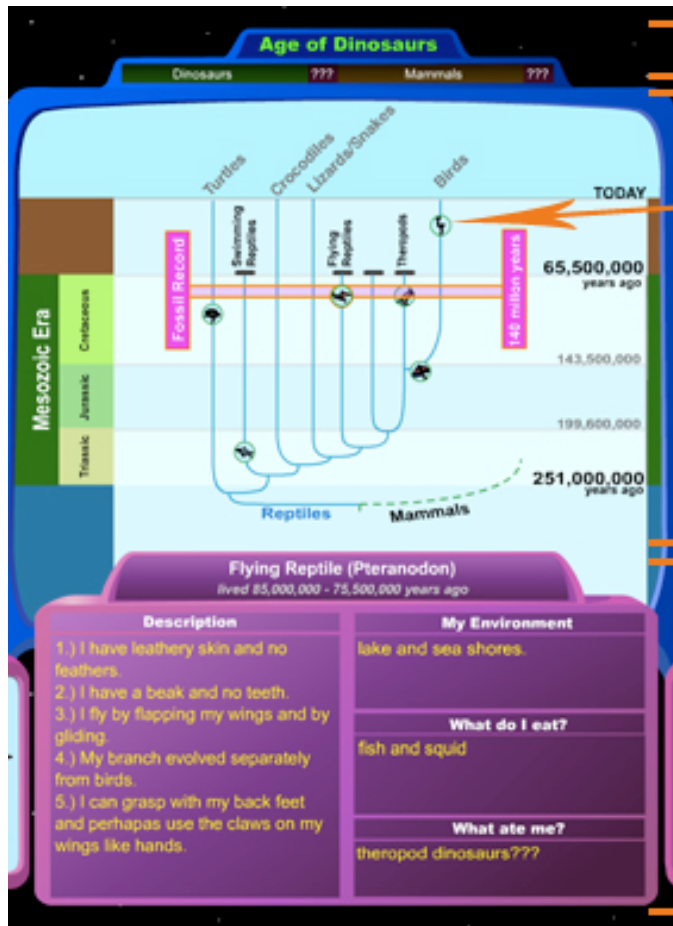 Age of Dinosaurs
Dinosaurs ??? Mammals ???
Turtles
Crocodiles
Lizards/Snakes
Birds
TODAY
Swimming
Reptiles
Flying
Reptiles
Theropods
Fossil Record
140 millon years
65,500,000
years ago
Mesozoic Era
Cretaceous
Jurassic
Triassic
143,500,000
199,600,000
251,000,000
years ago
Reptiles
Mammals
Flying Reptile (Pteranodon)
lived 85,000,000 - 75,500,000 years ago
Description
1.) I have leathery skin and no
feathers.
2.) I have a beak and no teeth.
3.) I fly by flapping my wings and by
gliding.
4.) My branch evolved separately
from birds.
5.) I can grasp with my back feet
and perhapas use the claws on my
wings like hands.
My Environment
lake and sea shores.
What do I eat?
fish and squid
What ate me?
theropod dinosaurs???